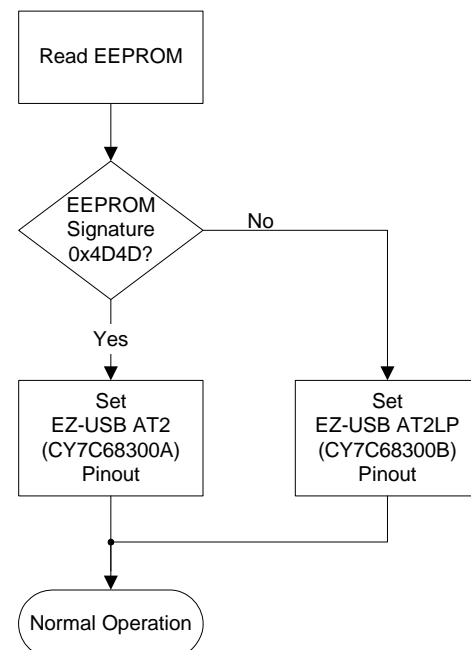 Read EEPROM
EEPROM
Signature
0x4D4D?
No
Yes
Set
EZ-USB AT2
(CY7C68300A)
Pinout
Set
EZ-USB AT2LP
(CY7C68300B)
Pinout
Normal Operation